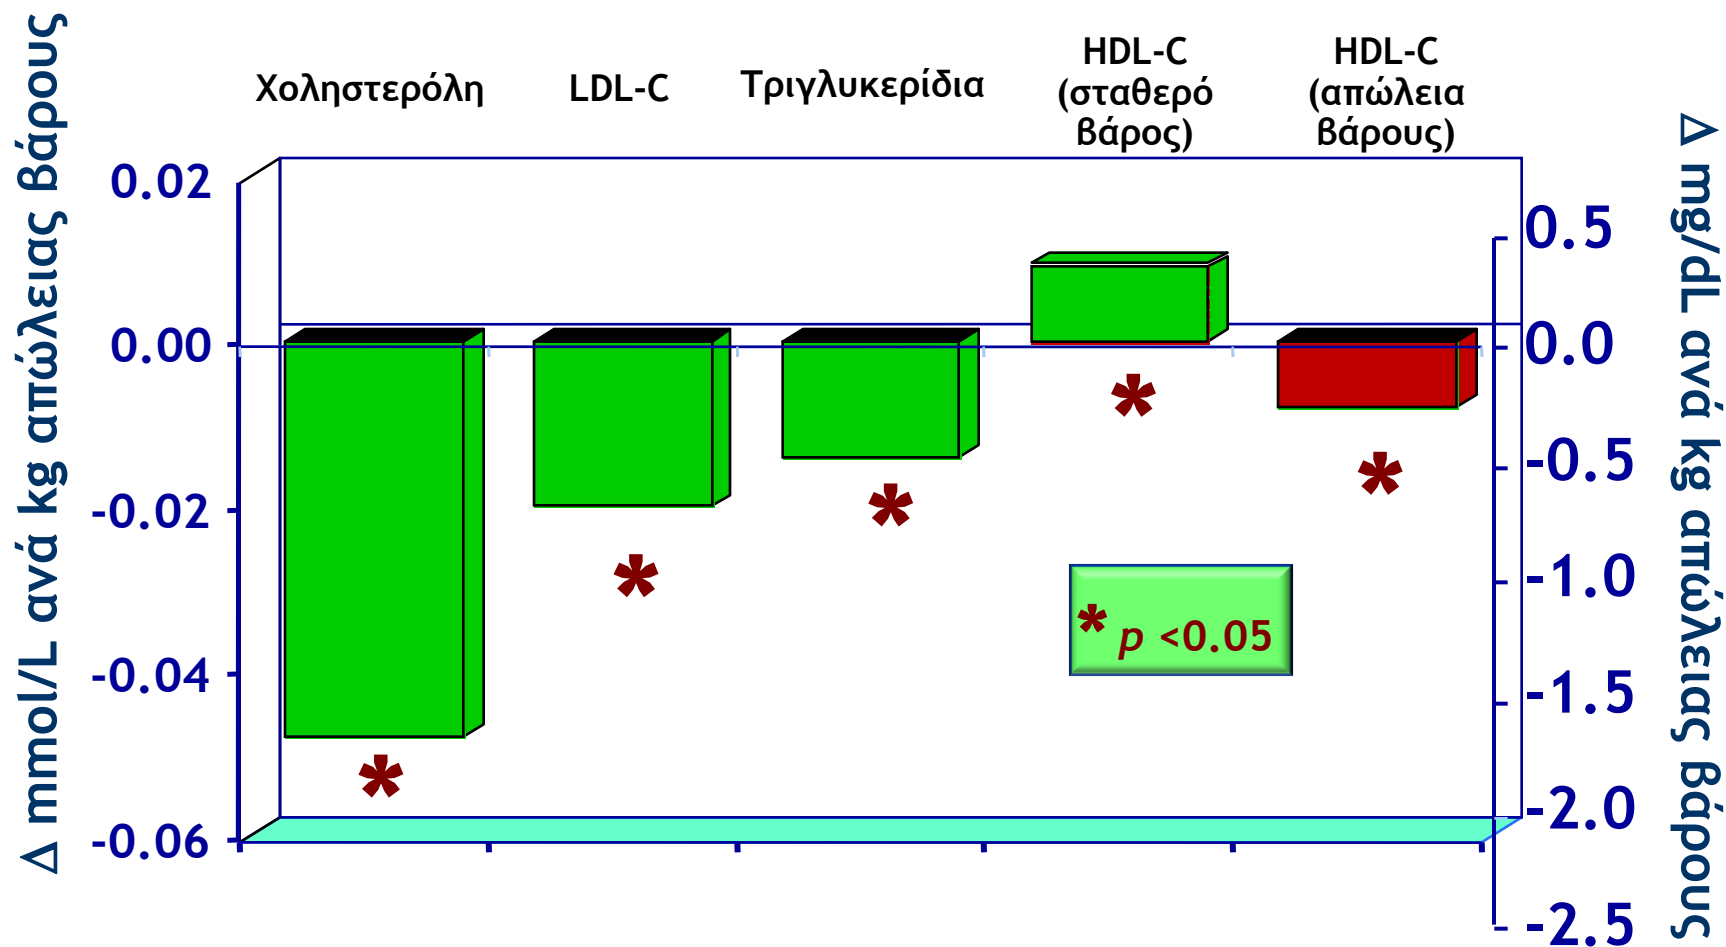 Δ mmol/L ανά kg απώλειας βάρους
Χοληστερόλη
LDL-C
Τριγλυκερίδια
HDL-C
(σταθερό
βάρος)
HDL-C
(απώλεια
βάρους)
0.02
0.00
-0.02
-0.04
-0.06
*
*
*
*
*
* p <0.05
0.5
0.0
-0.5
-1.0
-1.5
-2.0
-2.5
Δ mg/dL ανά kg απώλειας βάρους